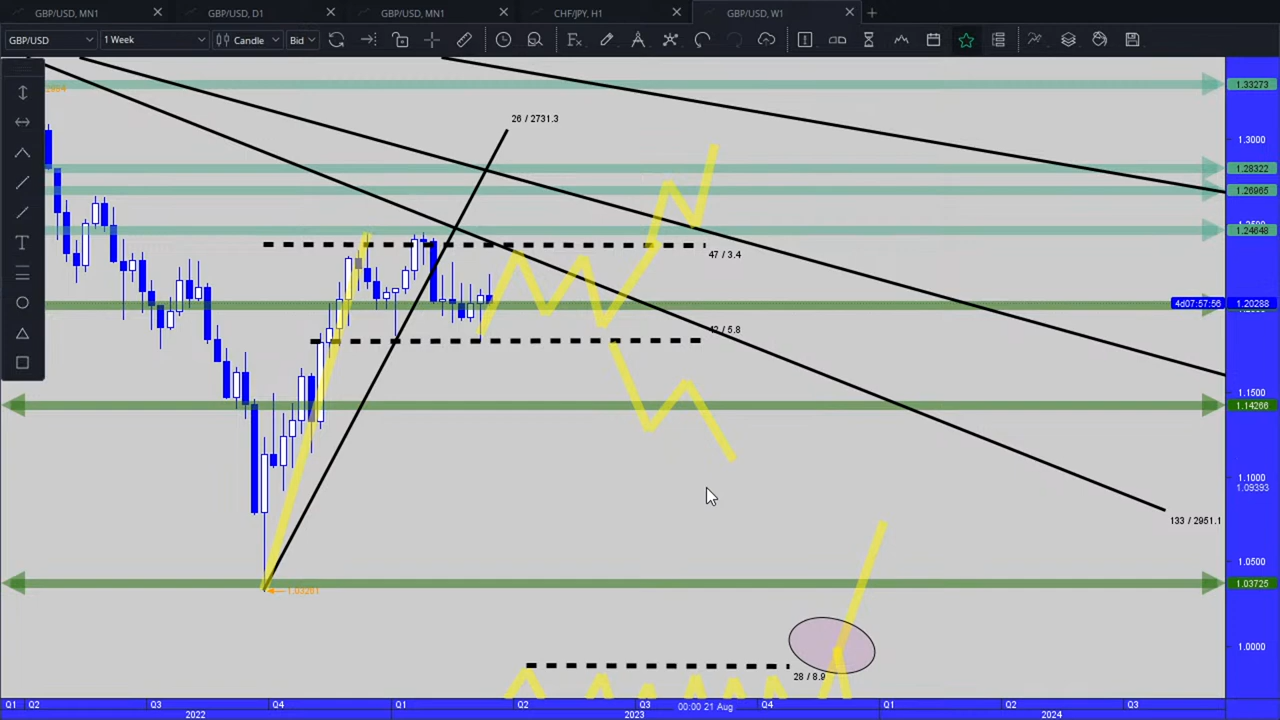 GBP/USD, MN1
GBP/USD, D1
GBP/USD, MN1
CHF/JPY, H1
GBP/USD, W1
GBP/USD
1 Week
Candle
Bid
26 / 2731.3
47 / 3.4
5.8
133 / 2951.1
28 / 8.9
1.33273
1.3000
1.28322
1.26965
1.24648
4d07:57:56
1.20288
1.1500
1.14266
1.1000
1.09393
1.0500
1.03725
1.0000
Q1
Q2
Q3
Q4
Q1
Q2
Q3
Q4
Q1
Q2
Q3
2022
2023
2024
00:00 21 Aug